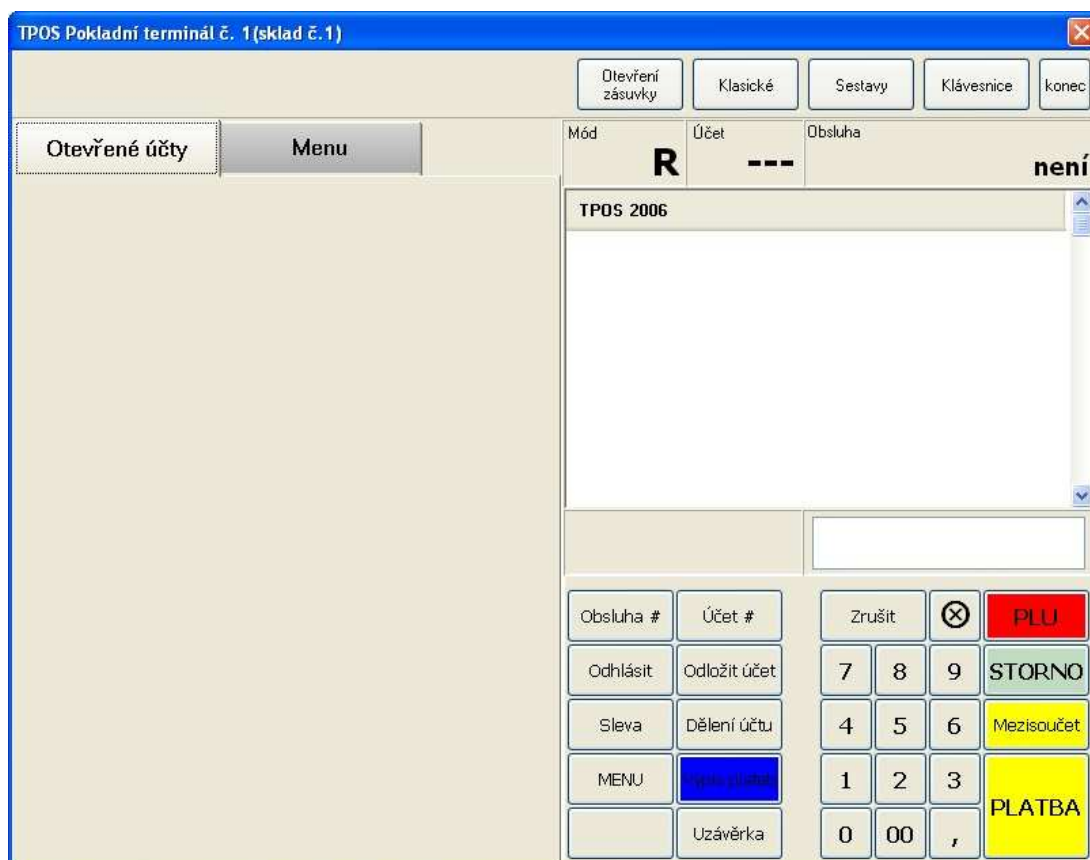 TPOS Pokladní terminál č. 1(sklad č.1)
Otevření
zásuvky
Klasické
Sestavy
Klávesnice
konec
Otevřené účty
Menu
Mód
R
Účet
---
Obsluha
není
TPOS 2006
Obsluha #
Účet #
Zrušit
PLU
Odhlásit
Odložit účet
7
8
9
STORNO
Sleva
Dělení účtu
4
5
6
Mezisoučet
MENU
1
2
3
PLATBA
Uzávěrka
0
00
,